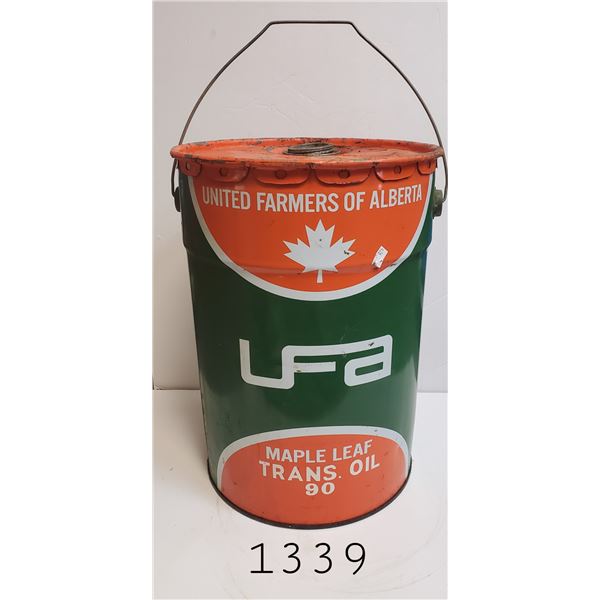 UNITED FARMERS OF ALBERTA
UFA
MAPLE LEAF
TRANS. OIL
90
1339